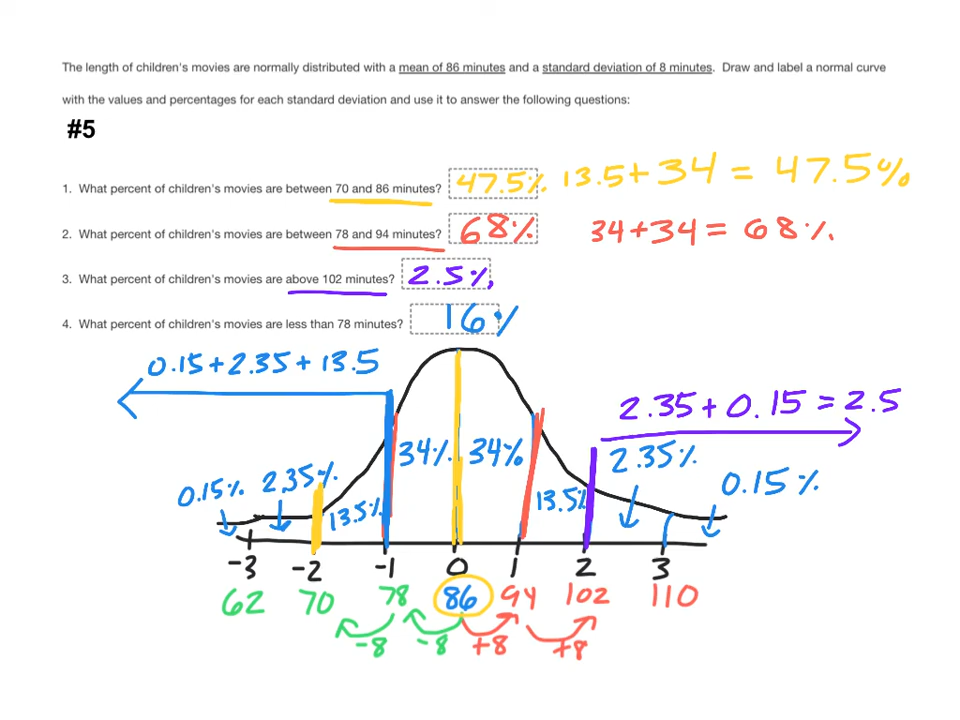 The length of children's movies are normally distributed with a mean of 86 minutes and a standard deviation of 8 minutes. Draw and label a normal curve
with the values and percentages for each standard deviation and use it to answer the following questions:
#5
1. What percent of children's movies are between 70 and 86 minutes? 47.5% 13.5+34 = 47.5%
2. What percent of children's movies are between 78 and 94 minutes? 68% 34+34 = 68%
3. What percent of children's movies are above 102 minutes? 2.5%
4. What percent of children's movies are less than 78 minutes? 16%
0.15+2.35+13.5
2.35+0.15=2.5
34% 34% 2.35%
0.15% 2.35% 13.5% 13.5% 0.15%
-3 -2 -1 0 1 2 3
62 70 78 86 94 102 110
-8 -8 +8 +8